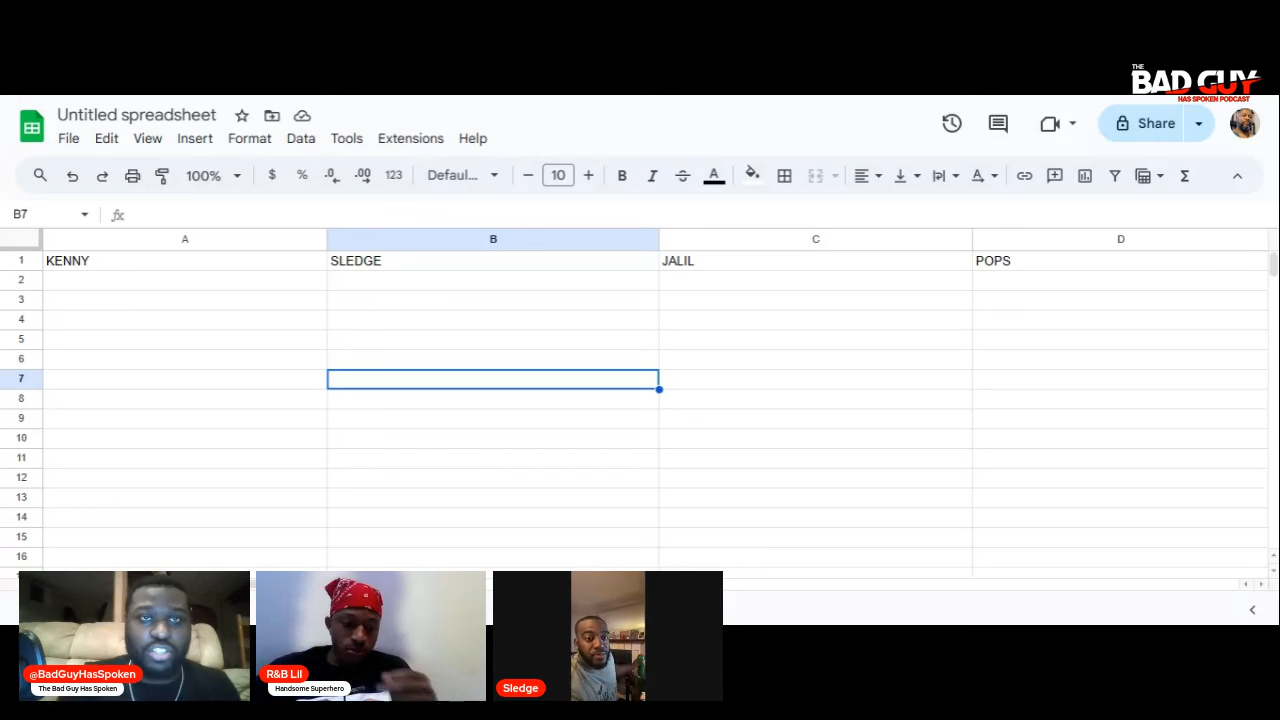 THE
BAD GUY
HAS SPOKEN PODCAST
Untitled spreadsheet
File Edit View Insert Format Data Tools Extensions Help
Share
100% $ % .0 .00 123 Defaul... 10 B I S A A Σ
B7 fx
A B C D
1 KENNY SLEDGE JALIL POPS
2
3
4
5
6
7
8
9
10
11
12
13
14
15
16
@BadGuyHasSpoken
The Bad Guy Has Spoken
R&B Lil
Handsome Superhero
Sledge